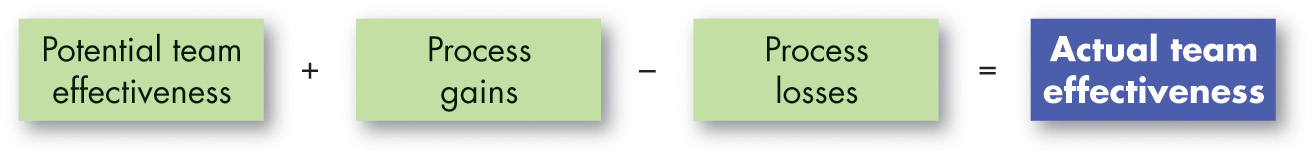 Potential team
effectiveness
+
Process
gains
–
Process
losses
=
Actual team
effectiveness